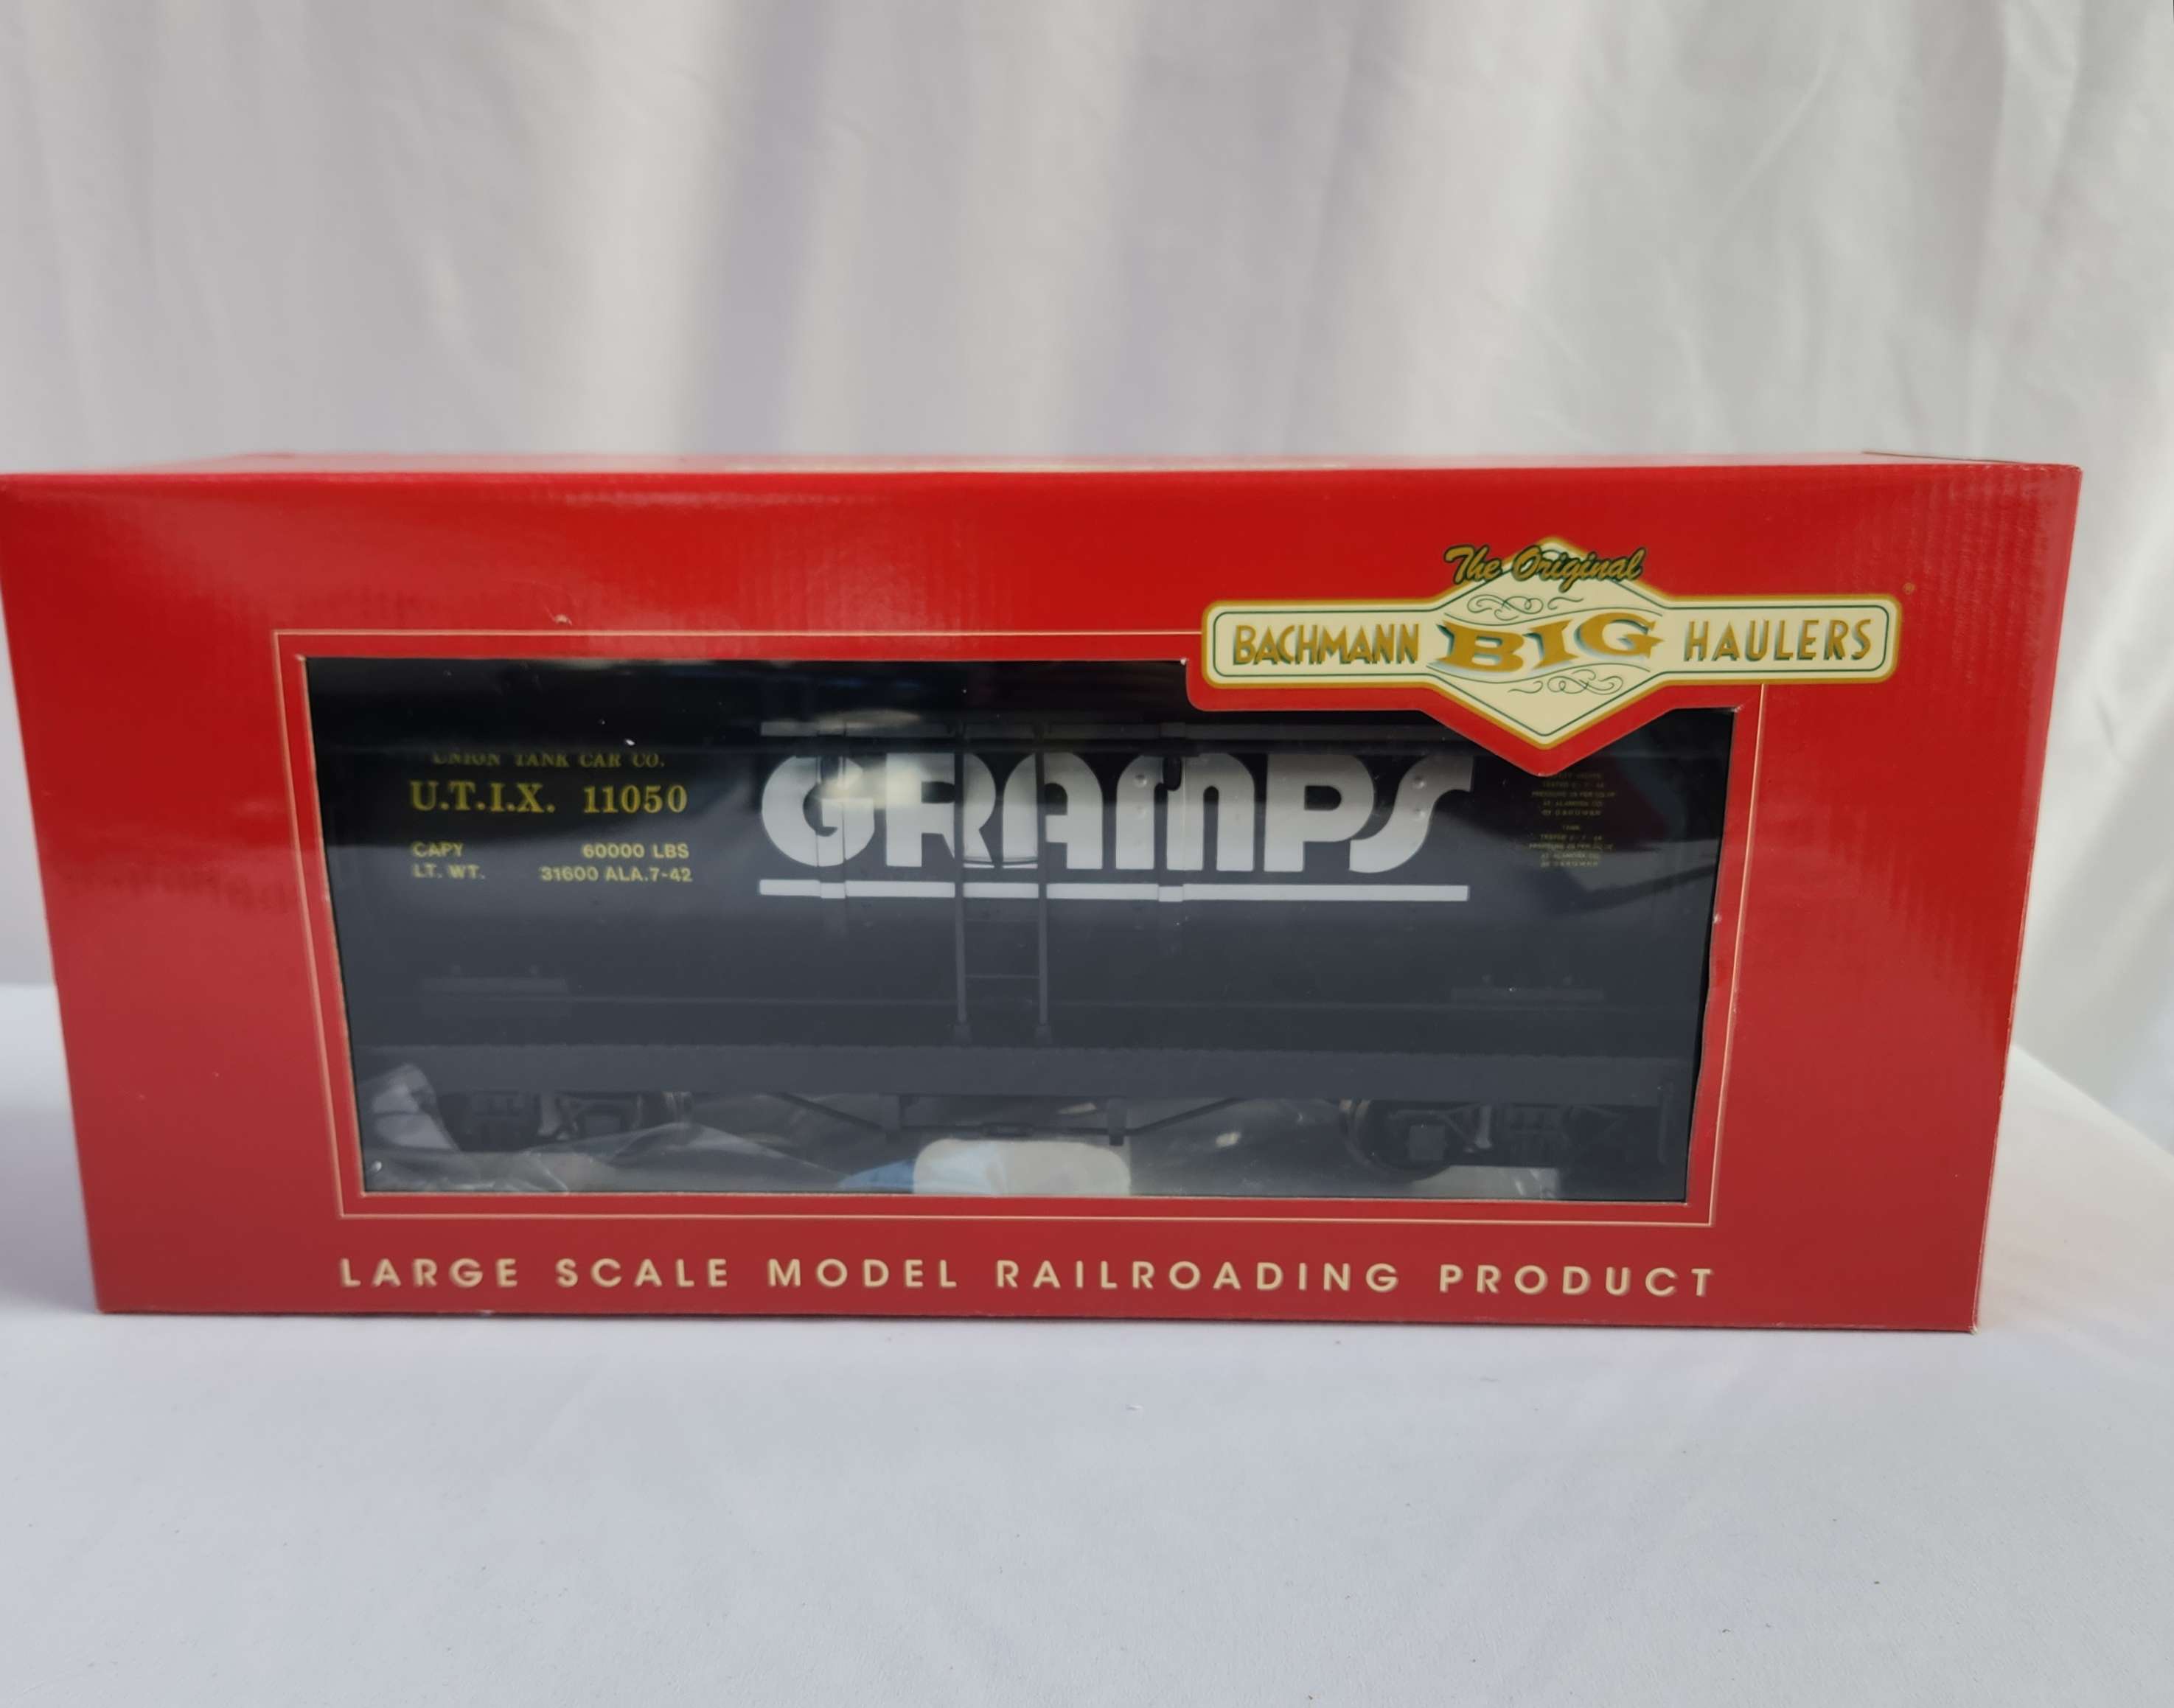 The Original
BACHMANN BIG HAULERS
UNION TANK CAR CO.
U.T.I.X. 11050
CAPY 60000 LBS
LT. WT. 31600 ALA.7-42
GRAMPS
LARGE SCALE MODEL RAILROADING PRODUCT